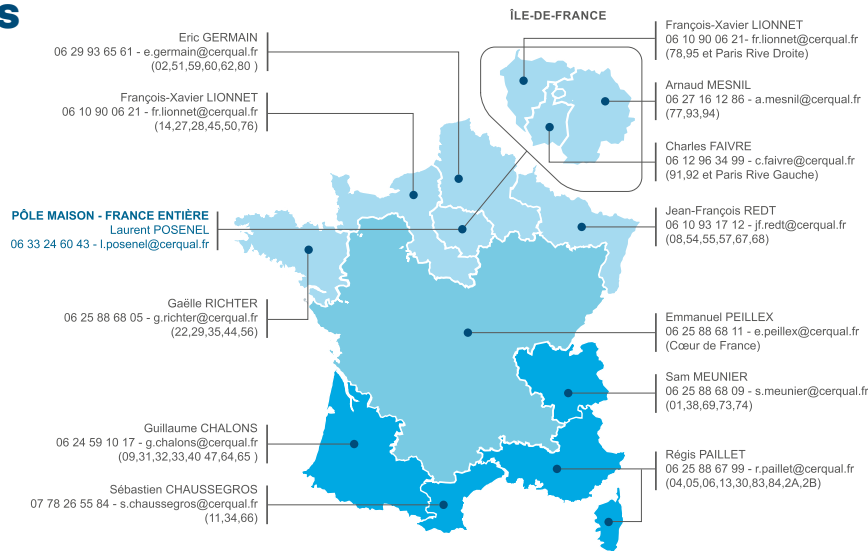 s
Eric GERMAIN
06 29 93 65 61 - e.germain@cerqual.fr
(02,51,59,60,62,80 )
François-Xavier LIONNET
06 10 90 06 21 - fr.lionnet@cerqual.fr
(14,27,28,45,50,76)
PÔLE MAISON - FRANCE ENTIÈRE
Laurent POSENEL
06 33 24 60 43 - l.posenel@cerqual.fr
Gaëlle RICHTER
06 25 88 68 05 - g.richter@cerqual.fr
(22,29,35,44,56)
Guillaume CHALONS
06 24 59 10 17 - g.chalons@cerqual.fr
(09,31,32,33,40 47,64,65 )
Sébastien CHAUSSEGROS
07 78 26 55 84 - s.chaussegros@cerqual.fr
(11,34,66)
ÎLE-DE-FRANCE
François-Xavier LIONNET
06 10 90 06 21- fr.lionnet@cerqual.fr
(78,95 et Paris Rive Droite)
Arnaud MESNIL
06 27 16 12 86 - a.mesnil@cerqual.fr
(77,93,94)
Charles FAIVRE
06 12 96 34 99 - c.faivre@cerqual.fr
(91,92 et Paris Rive Gauche)
Jean-François REDT
06 10 93 17 12 - jf.redt@cerqual.fr
(08,54,55,57,67,68)
Emmanuel PEILLEX
06 25 88 68 11 - e.peillex@cerqual.fr
(Cœur de France)
Sam MEUNIER
06 25 88 68 09 - s.meunier@cerqual.fr
(01,38,69,73,74)
Régis PAILLET
06 25 88 67 99 - r.paillet@cerqual.fr
(04,05,06,13,30,83,84,2A,2B)